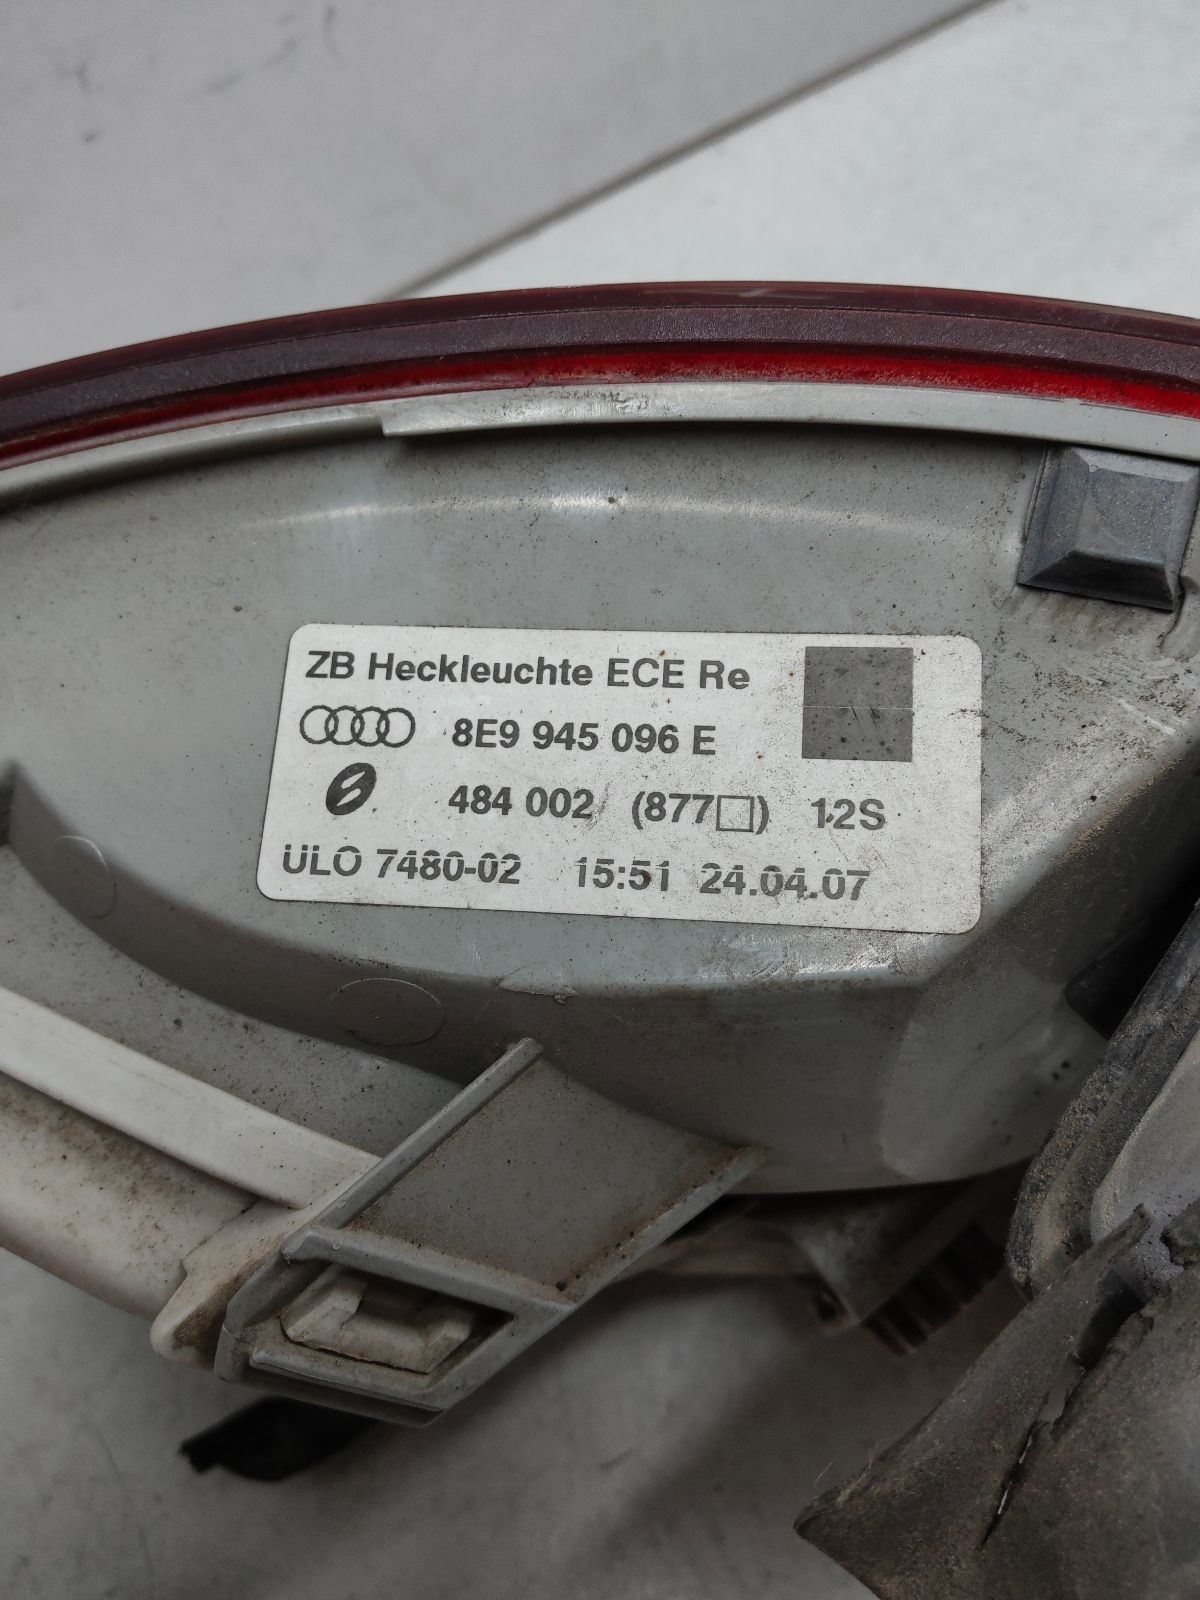 ZB Heckleuchte ECE Re
8E9 945 096 E
484 002 (877□) 12S
ULO 7480-02 15:51 24.04.07